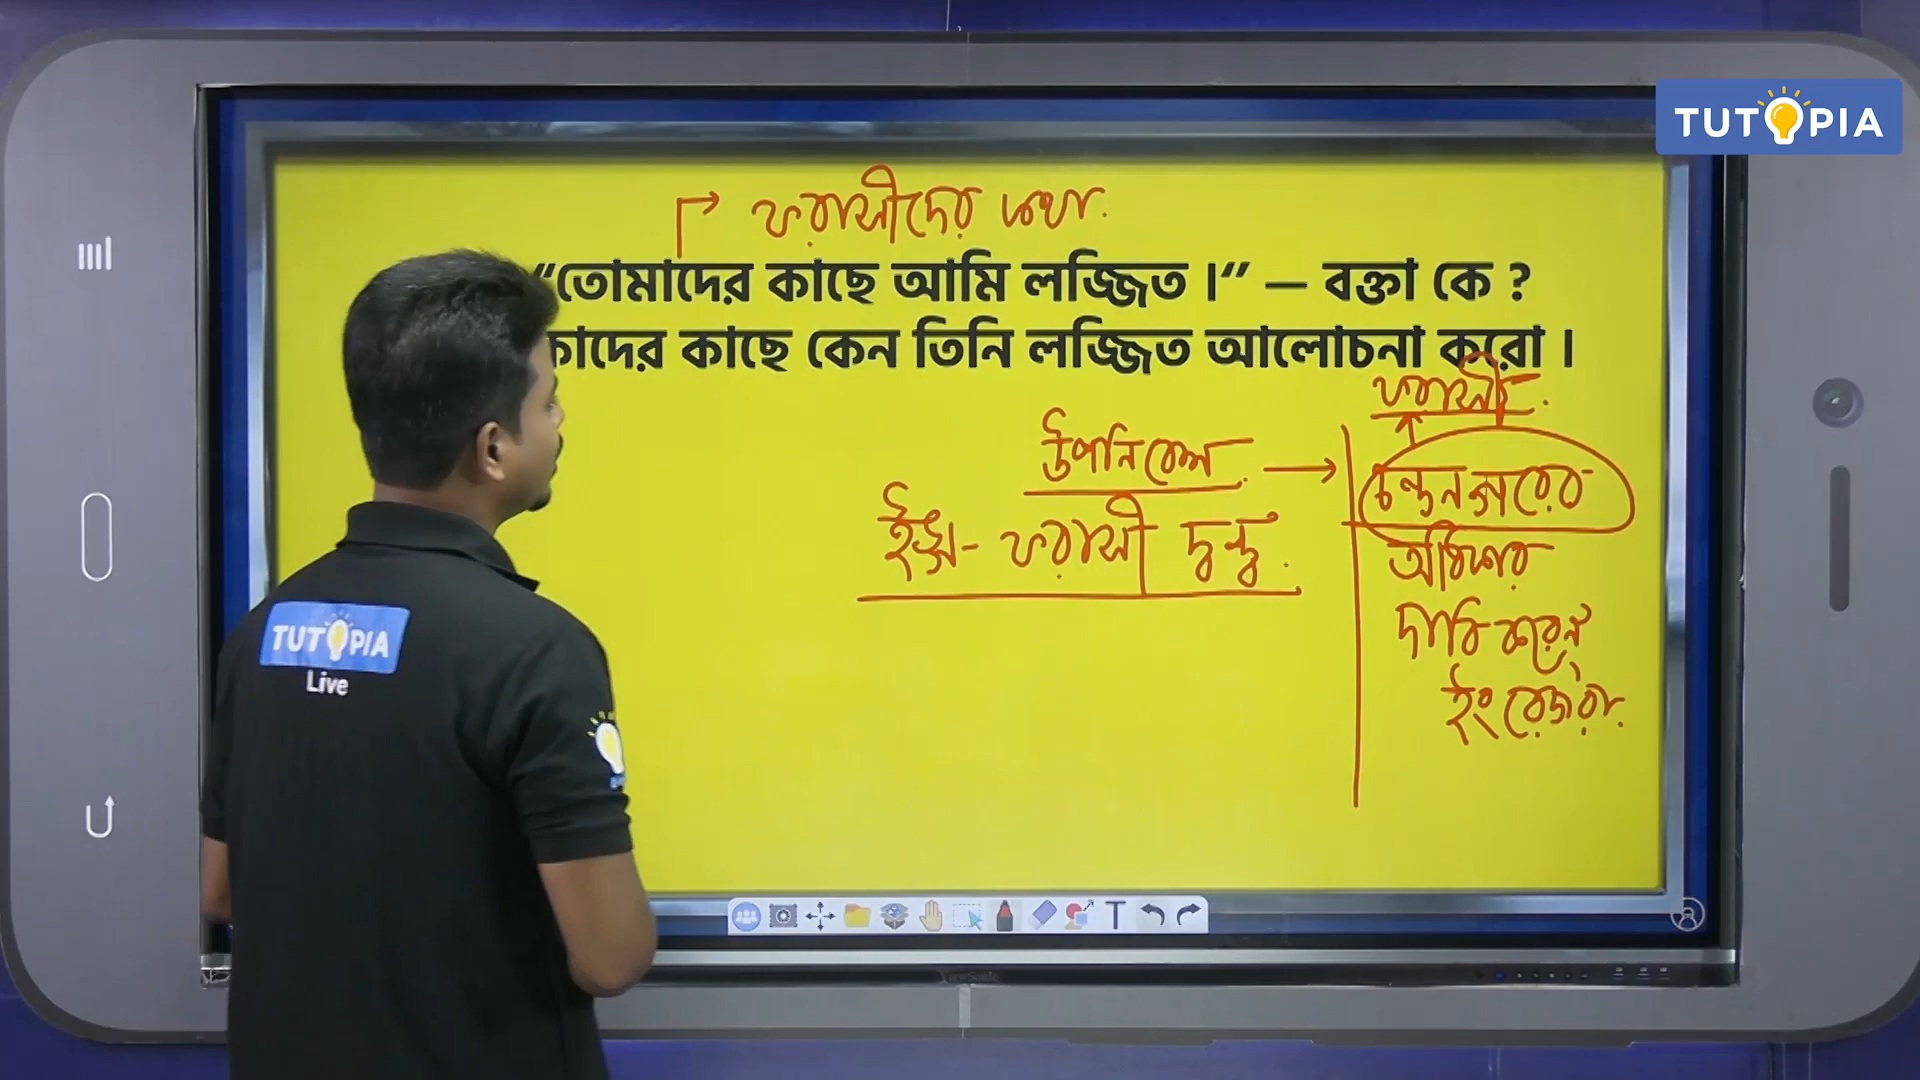 TUTOPIA
ফরাসীদের কথা.
“তোমাদের কাছে আমি লজ্জিত ।“ — বক্তা কে ?
কাদের কাছে কেন তিনি লজ্জিত আলোচনা করো ।
ফরাসী.
উপনিবেশ. →
চন্দননগরের
ইঙ্গ - ফরাসী দ্বন্দ্ব.
অধিকার
দাবি করেন,
ইংরেজরা.
TUTOPIA
Live